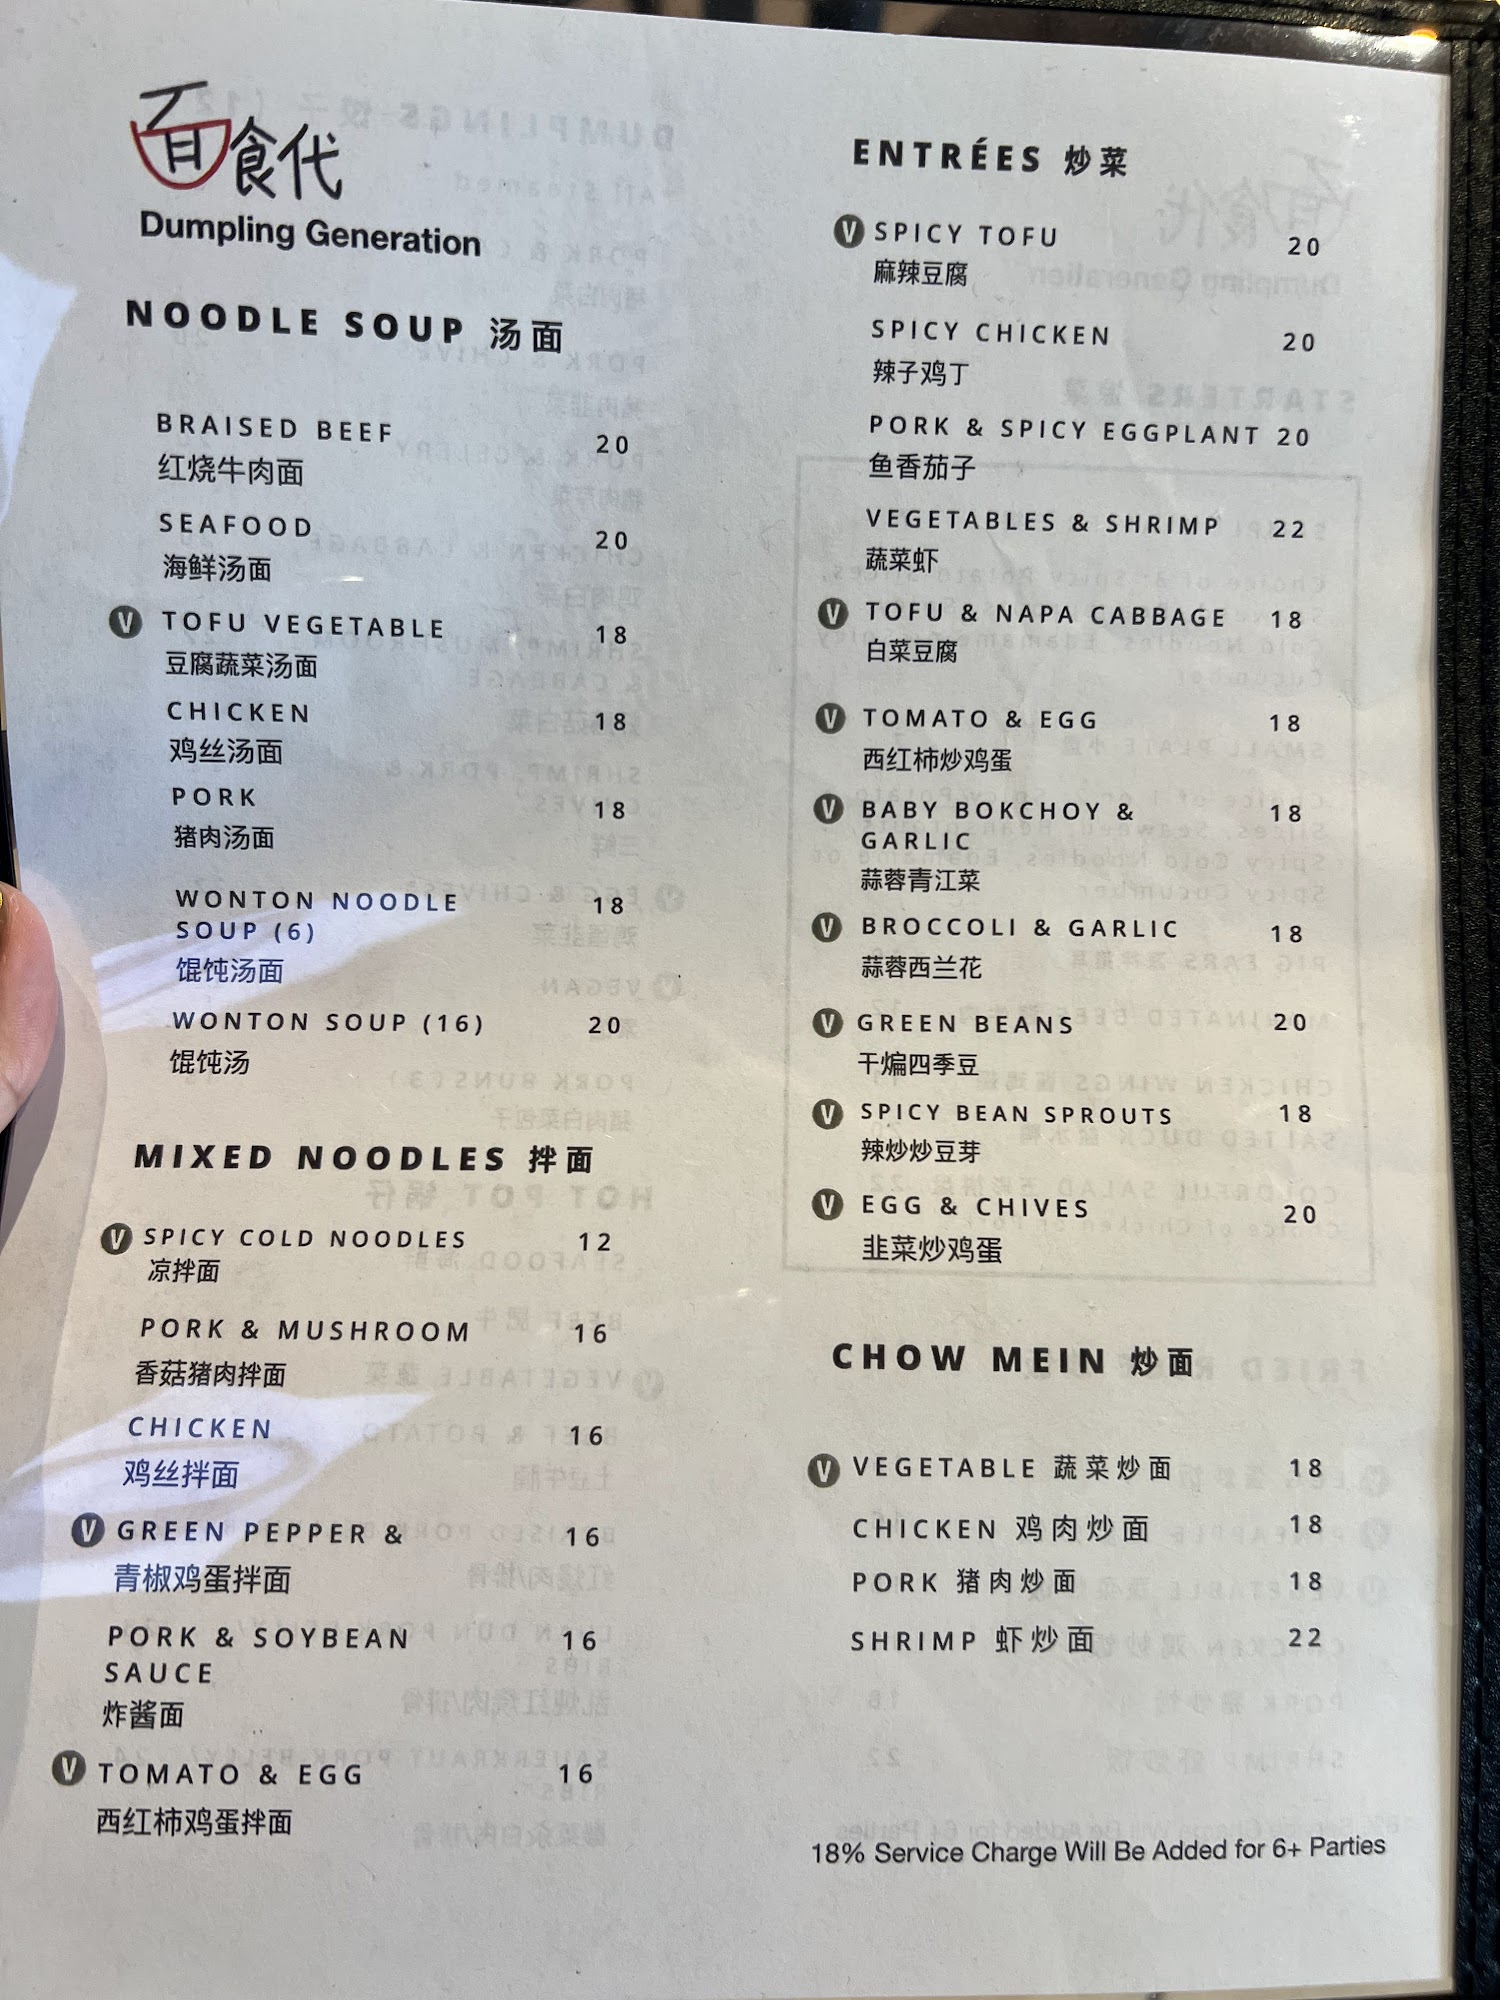 面食代
Dumpling Generation
NOODLE SOUP 汤面
BRAISED BEEF 20
红烧牛肉面
SEAFOOD 20
海鲜汤面
V TOFU VEGETABLE 18
豆腐蔬菜汤面
CHICKEN 18
鸡丝汤面
PORK 18
猪肉汤面
WONTON NOODLE 18
SOUP (6)
馄饨汤面
WONTON SOUP (16) 20
馄饨汤
MIXED NOODLES 拌面
V SPICY COLD NOODLES 12
凉拌面
PORK & MUSHROOM 16
香菇猪肉拌面
CHICKEN 16
鸡丝拌面
V GREEN PEPPER & 16
青椒鸡蛋拌面
PORK & SOYBEAN 16
SAUCE
炸酱面
V TOMATO & EGG 16
西红柿鸡蛋拌面
ENTRÉES 炒菜
V SPICY TOFU 20
麻辣豆腐
SPICY CHICKEN 20
辣子鸡丁
PORK & SPICY EGGPLANT 20
鱼香茄子
VEGETABLES & SHRIMP 22
蔬菜虾
V TOFU & NAPA CABBAGE 18
白菜豆腐
V TOMATO & EGG 18
西红柿炒鸡蛋
V BABY BOKCHOY & 18
GARLIC
蒜蓉青江菜
V BROCCOLI & GARLIC 18
蒜蓉西兰花
V GREEN BEANS 20
干煸四季豆
V SPICY BEAN SPROUTS 18
辣炒炒豆芽
V EGG & CHIVES 20
韭菜炒鸡蛋
CHOW MEIN 炒面
V VEGETABLE 蔬菜炒面 18
CHICKEN 鸡肉炒面 18
PORK 猪肉炒面 18
SHRIMP 虾炒面 22
18% Service Charge Will Be Added for 6+ Parties